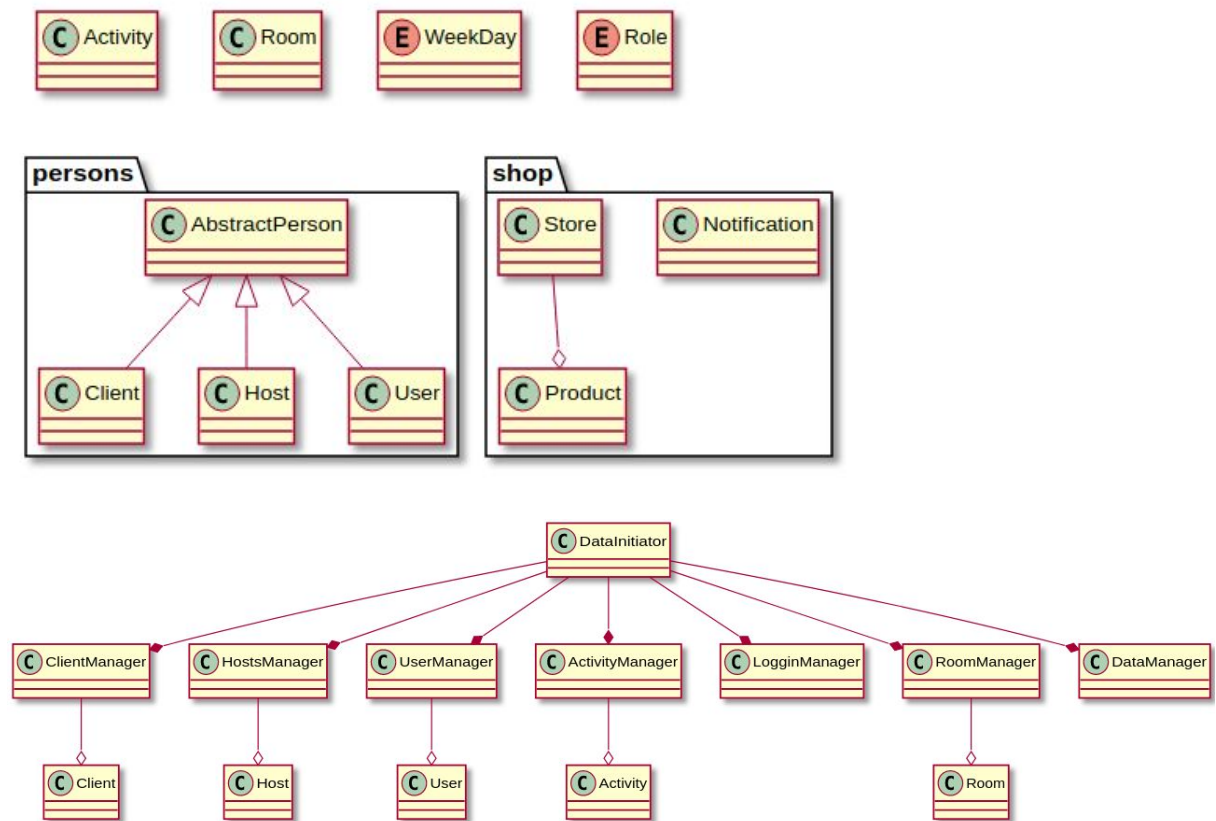 C Activity
C Room
E WeekDay
E Role
persons
shop
C AbstractPerson
C Store
C Notification
C Client
C Host
C User
C Product
C DataInitiator
C ClientManager
C HostsManager
C UserManager
C ActivityManager
C LogginManager
C RoomManager
C DataManager
C Client
C Host
C User
C Activity
C Room